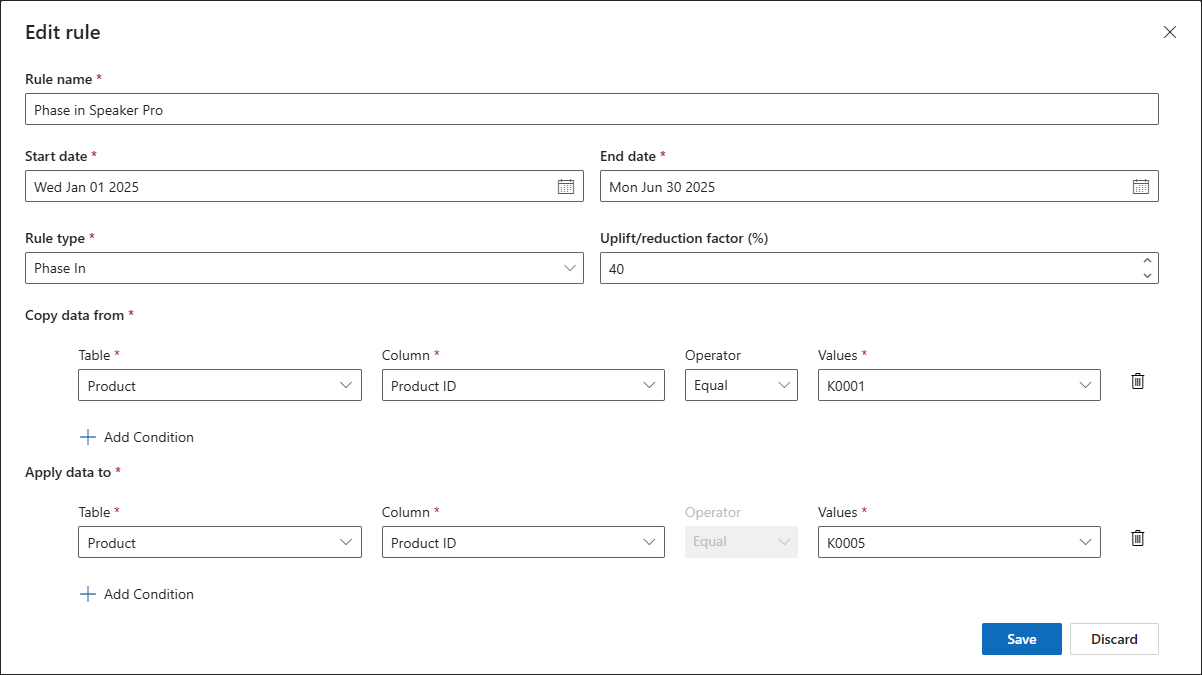 Edit rule
Rule name *
Phase in Speaker Pro
Start date * End date *
Wed Jan 01 2025 Mon Jun 30 2025
Rule type * Uplift/reduction factor (%)
Phase In 40
Copy data from *
Table * Column * Operator Values *
Product Product ID Equal K0001
Add Condition
Apply data to *
Table * Column * Operator Values *
Product Product ID Equal K0005
Add Condition
Save Discard